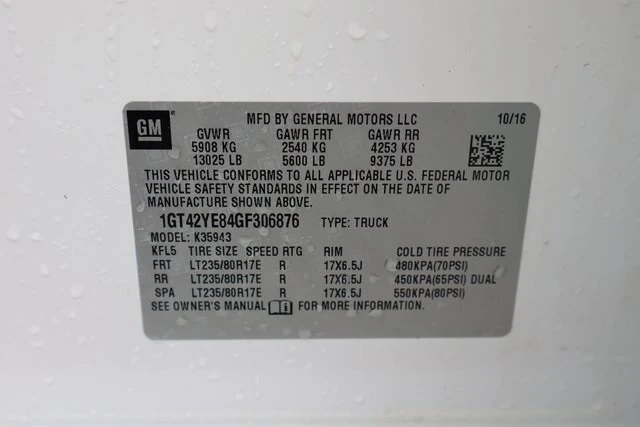 GM
MFD BY GENERAL MOTORS LLC 10/16
GVWR GAWR FRT GAWR RR
5908 KG 2540 KG 4253 KG
13025 LB 5600 LB 9375 LB
THIS VEHICLE CONFORMS TO ALL APPLICABLE U.S. FEDERAL MOTOR
VEHICLE SAFETY STANDARDS IN EFFECT ON THE DATE OF
MANUFACTURE SHOWN ABOVE.
1GT42YE84GF306876 TYPE: TRUCK
MODEL: K35943
KFL5 TIRE SIZE SPEED RTG RIM COLD TIRE PRESSURE
FRT LT235/80R17E R 17X6.5J 480KPA(70PSI)
RR LT235/80R17E R 17X6.5J 450KPA(65PSI) DUAL
SPA LT235/80R17E R 17X6.5J 550KPA(80PSI)
SEE OWNER'S MANUAL FOR MORE INFORMATION.